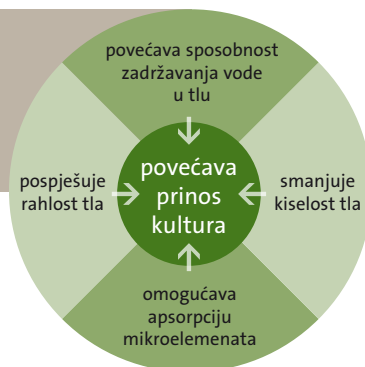 povećava sposobnost
zadržavanja vode
u tlu
pospješuje
rahlost tla
povećava
prinos
kultura
smanjuje
kiselost tla
omogućava
apsorpciju
mikroelemenata